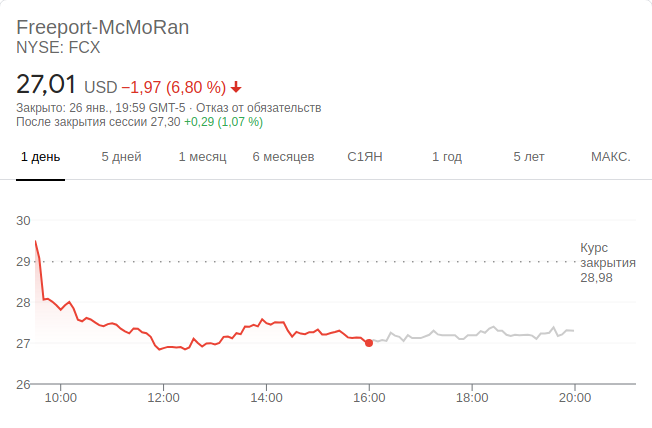 Freeport-McMoRan
NYSE: FCX
27,01 USD −1,97 (6,80 %)
Закрыто: 26 янв., 19:59 GMT-5 · Отказ от обязательств
После закрытия сессии 27,30 +0,29 (1,07 %)
1 день 5 дней 1 месяц 6 месяцев С1ЯН 1 год 5 лет МАКС.
30
Курс
29 закрытия
28,98
28
27
26
10:00 12:00 14:00 16:00 18:00 20:00